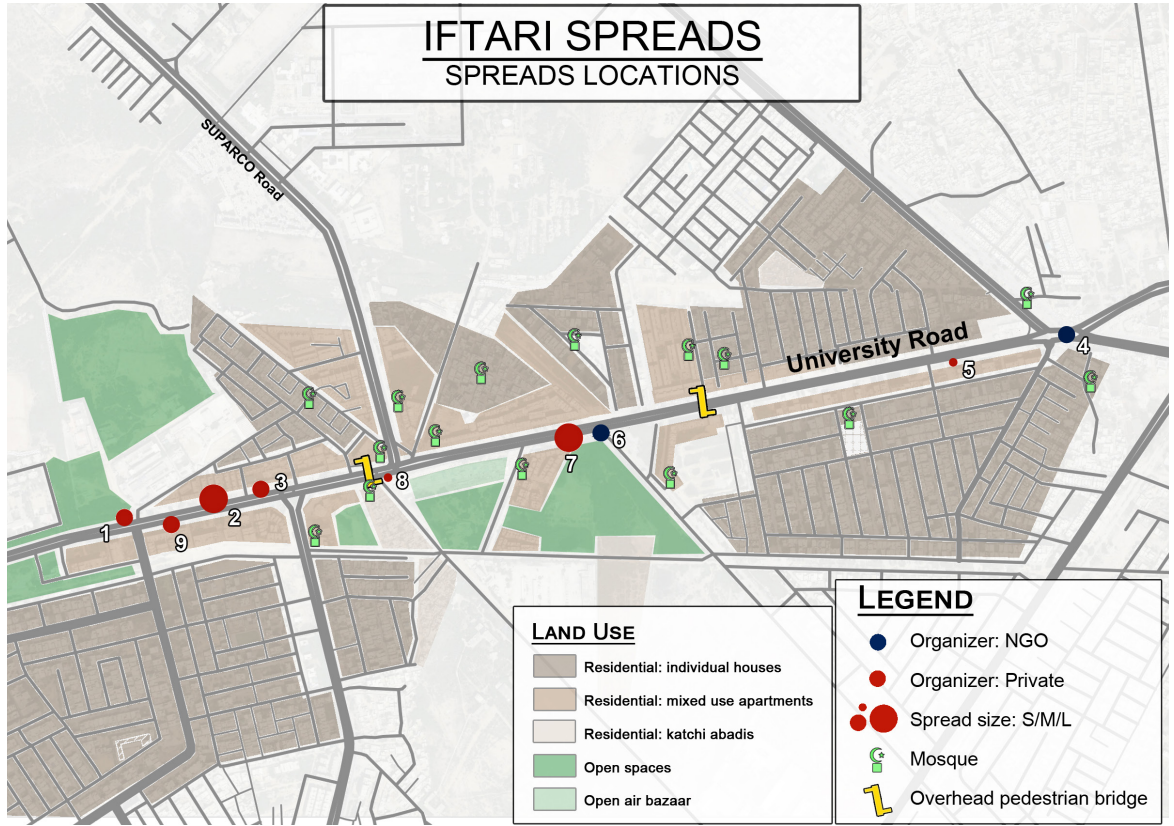 IFTARI SPREADS
SPREADS LOCATIONS
SUPARCO Road
University Road
4
5
6
7
8
3
2
1
9
LAND USE
Residential: individual houses
Residential: mixed use apartments
Residential: katchi abadis
Open spaces
Open air bazaar
LEGEND
Organizer: NGO
Organizer: Private
Spread size: S/M/L
Mosque
Overhead pedestrian bridge